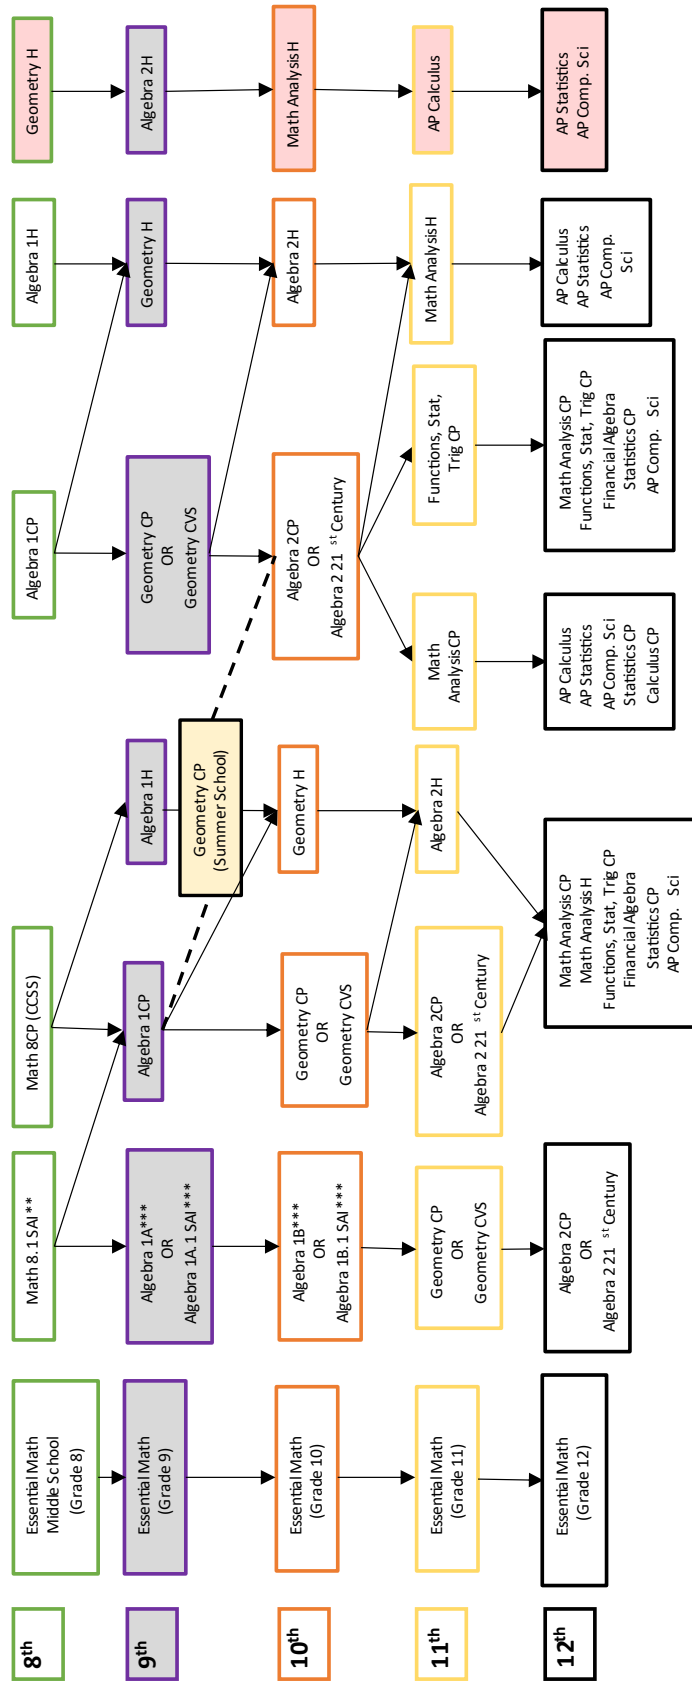 8th
Essential Math
Middle School
(Grade 8)
Math 8.1 SAI **
Math 8CP (CCSS)
Algebra 1CP
Algebra 1H
Geometry H
9th
Essential Math
(Grade 9)
Algebra 1A***
OR
Algebra 1A.1 SAI ***
Algebra 1CP
Algebra 1H
Geometry CP
OR
Geometry CVS
Geometry H
Algebra 2H
Geometry CP
(Summer School)
10th
Essential Math
(Grade 10)
Algebra 1B***
OR
Algebra 1B.1 SAI ***
Geometry CP
OR
Geometry CVS
Geometry H
Algebra 2CP
OR
Algebra 2 21 st Century
Algebra 2H
Math Analysis H
11th
Essential Math
(Grade 11)
Geometry CP
OR
Geometry CVS
Algebra 2CP
OR
Algebra 2 21 st Century
Algebra 2H
Math
Analysis CP
Functions, Stat,
Trig CP
Math Analysis H
AP Calculus
12th
Essential Math
(Grade 12)
Algebra 2CP
OR
Algebra 2 21 st Century
Math Analysis CP
Math Analysis H
Functions, Stat, Trig CP
Financial Algebra
Statistics CP
AP Comp. Sci
AP Calculus
AP Statistics
AP Comp. Sci
Statistics CP
Calculus CP
Math Analysis CP
Functions, Stat, Trig CP
Financial Algebra
Statistics CP
AP Comp. Sci
AP Calculus
AP Statistics
AP Comp.
Sci
AP Statistics
AP Comp. Sci